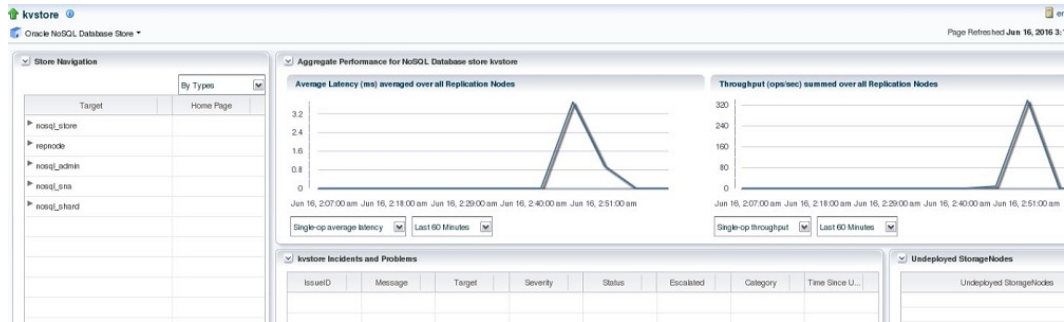 kvstore
er
Oracle NoSQL Database Store
Page Refreshed Jun 16, 2016 3:1
Store Navigation
By Types
Target Home Page
nosql_store
repnode
nosql_admin
nosql_sna
nosql_shard
Aggregate Performance for NoSQL Database store kvstore
Average Latency (ms) averaged over all Replication Nodes
3.2
2.4
1.6
0.8
0
Jun 16, 2:07:00 am Jun 16, 2:18:00 am Jun 16, 2:29:00 am Jun 16, 2:40:00 am Jun 16, 2:51:00 am
Single-op average latency Last 60 Minutes
Throughput (ops/sec) summed over all Replication Nodes
320
240
160
80
0
Jun 16, 2:07:00 am Jun 16, 2:18:00 am Jun 16, 2:29:00 am Jun 16, 2:40:00 am Jun 16, 2:51:00 am
Single-op throughput Last 60 Minutes
kvstore Incidents and Problems
IssueID Message Target Severity Status Escalated Category Time Since U...
Undeployed StorageNodes
Undeployed StorageNodes